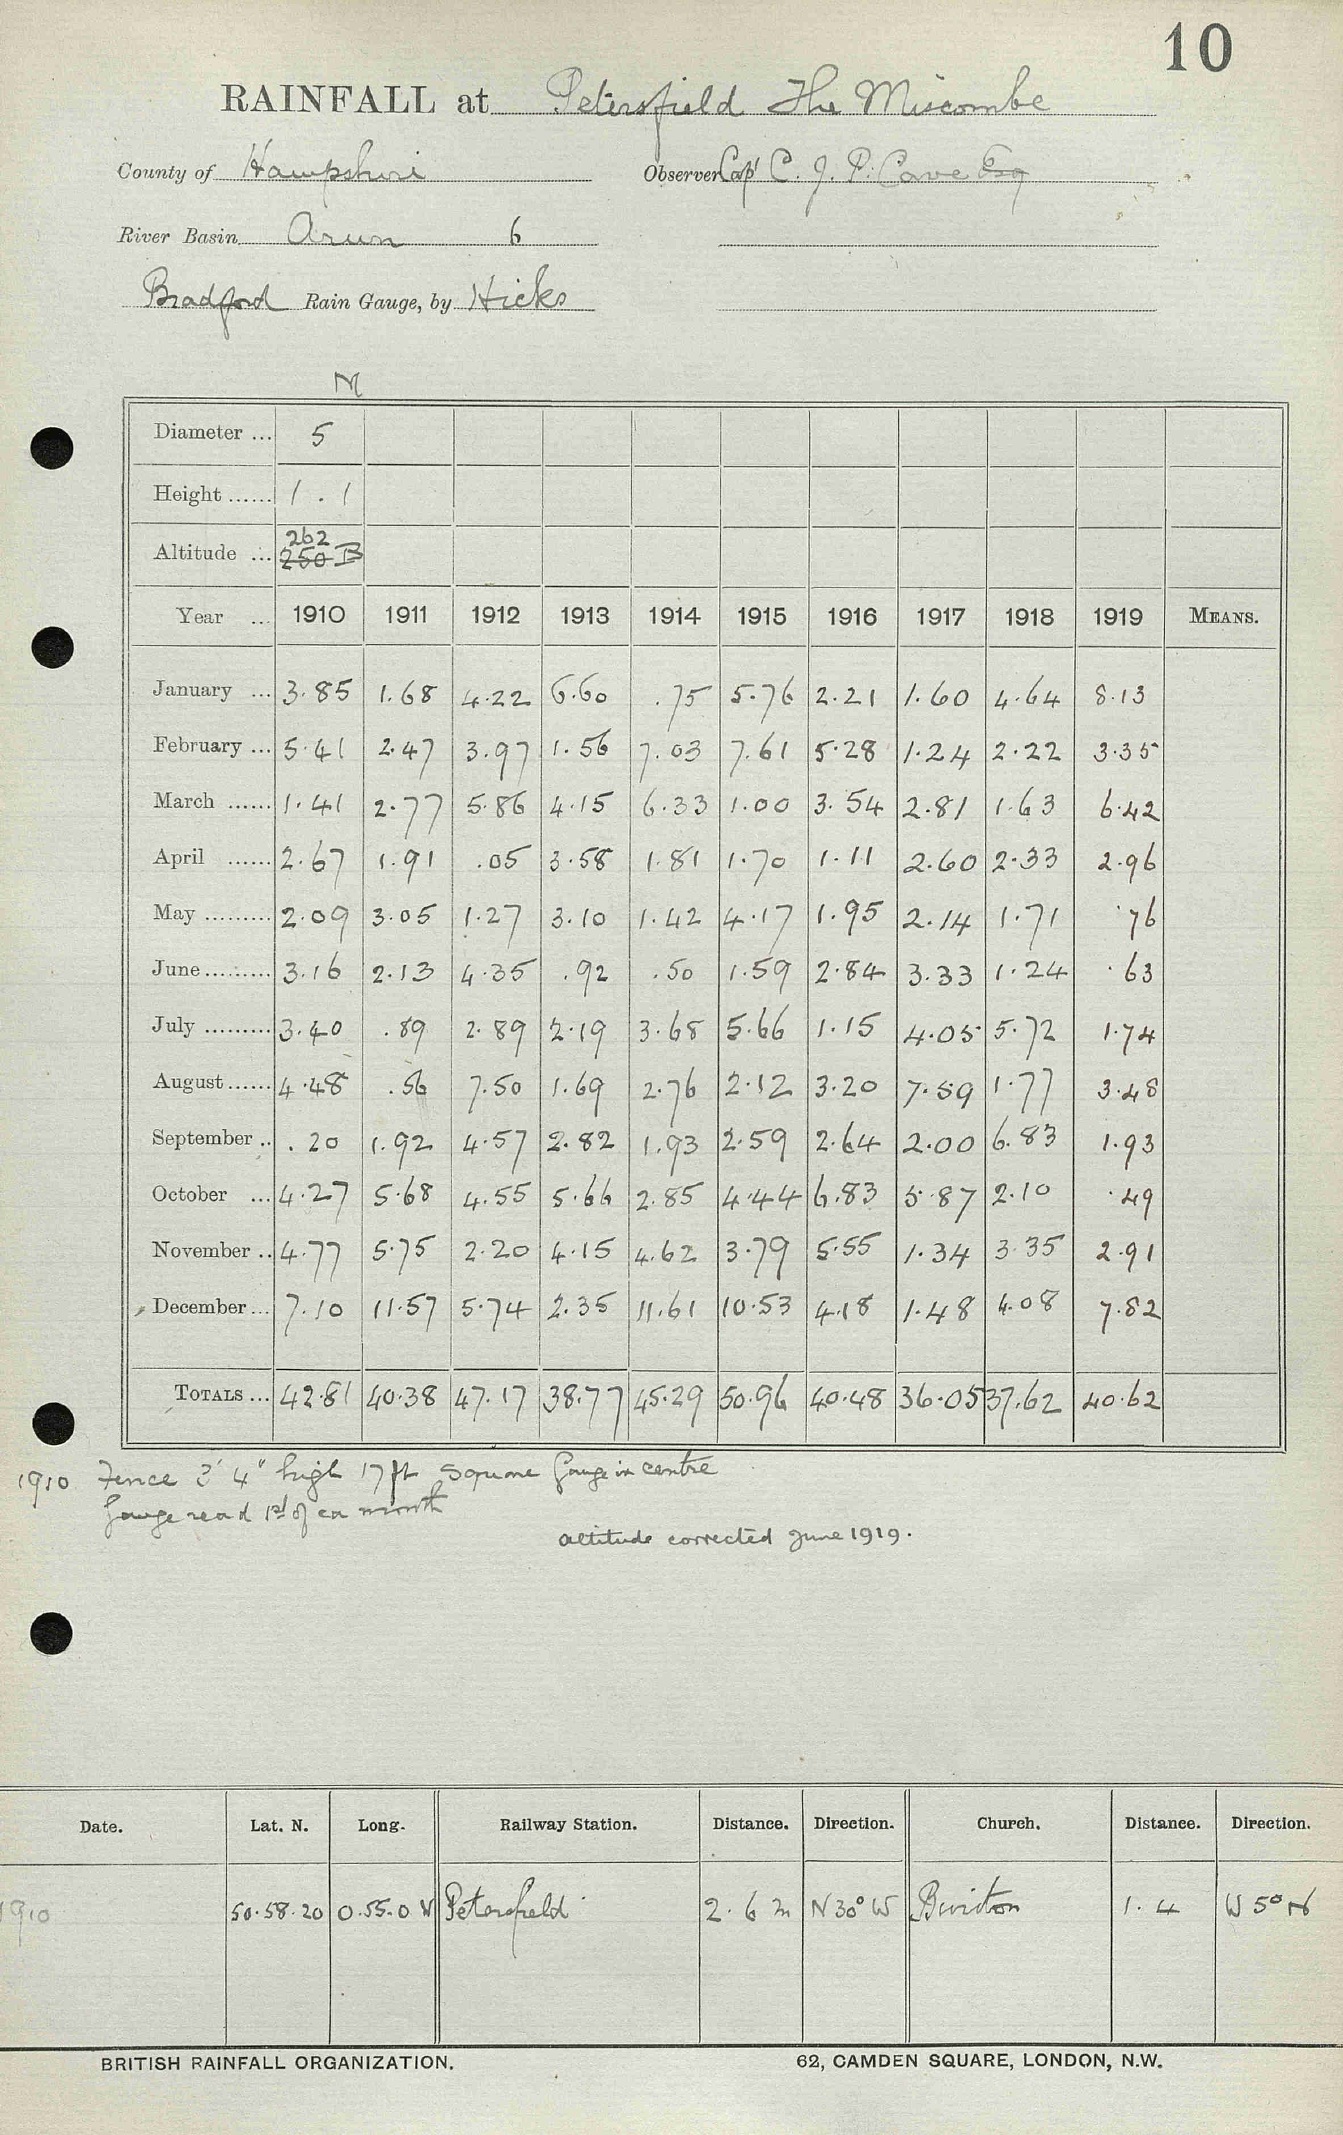 10
RAINFALL at Petersfield The Miscombe
County of Hampshire Observer Capt C. J. P. Cave Esq
River Basin Arun 6
Bradford Rain Gauge, by Hicks
M
Diameter ... 5
Height ...... 1 . 1
262
Altitude ... 250 B
Year ... 1910 1911 1912 1913 1914 1915 1916 1917 1918 1919 MEANS.
January ... 3.85 1.68 4.22 6.60 .75 5.76 2.21 1.60 4.64 8.13
February ... 5.41 2.47 3.97 1.56 7.03 7.61 5.28 1.24 2.22 3.35
March ...... 1.41 2.77 5.86 4.15 6.33 1.00 3.54 2.81 1.63 6.42
April ...... 2.67 1.91 .05 3.58 1.81 1.70 1.11 2.60 2.33 2.96
May ......... 2.09 3.05 1.27 3.10 1.42 4.17 1.95 2.14 1.71 .76
June ......... 3.16 2.13 4.35 .92 .50 1.59 2.84 3.33 1.24 .63
July ......... 3.40 .89 2.89 2.19 3.68 5.66 1.15 4.05 5.72 1.74
August ...... 4.48 .56 7.50 1.69 2.76 2.12 3.20 7.59 1.77 3.48
September .. .20 1.92 4.57 2.82 1.93 2.59 2.64 2.00 6.83 1.93
October ... 4.27 5.68 4.55 5.66 2.85 4.44 6.83 5.87 2.10 .49
November .. 4.77 5.75 2.20 4.15 4.62 3.79 5.55 1.34 3.35 2.91
December ... 7.10 11.57 5.74 2.35 11.61 10.53 4.18 1.48 4.08 7.82
TOTALS ... 42.81 40.38 47.17 38.77 45.29 50.96 40.48 36.05 37.62 40.62
1910 Fence 3' 4" high 17 ft square Gauge in centre
Gauge read 1st of ea month
altitude corrected June 1919.
Date. Lat. N. Long. Railway Station. Distance. Direction. Church. Distance. Direction.
1910 50.58.20 0.55.0 W Petersfield 2.6 m N 30° W Buriton 1.4 W 5° N
BRITISH RAINFALL ORGANIZATION. 62, CAMDEN SQUARE, LONDON, N.W.